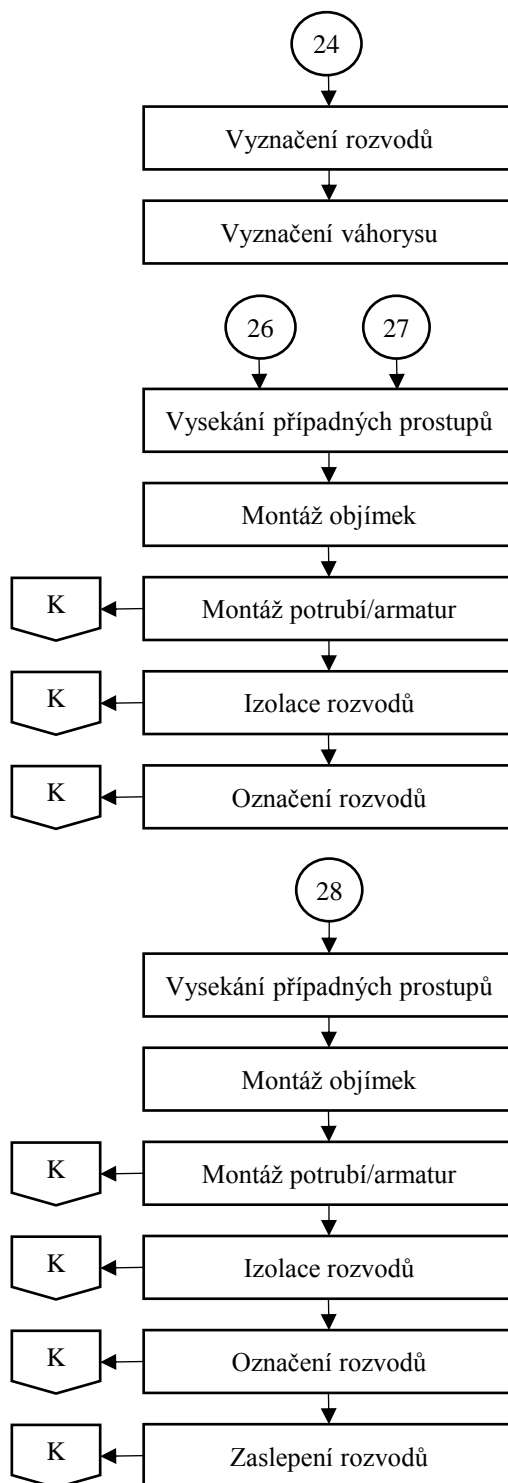 24
Vyznačení rozvodů
Vyznačení váhorysu
26 27
Vysekání případných prostupů
Montáž objímek
K Montáž potrubí/armatur
K Izolace rozvodů
K Označení rozvodů
28
Vysekání případných prostupů
Montáž objímek
K Montáž potrubí/armatur
K Izolace rozvodů
K Označení rozvodů
K Zaslepení rozvodů